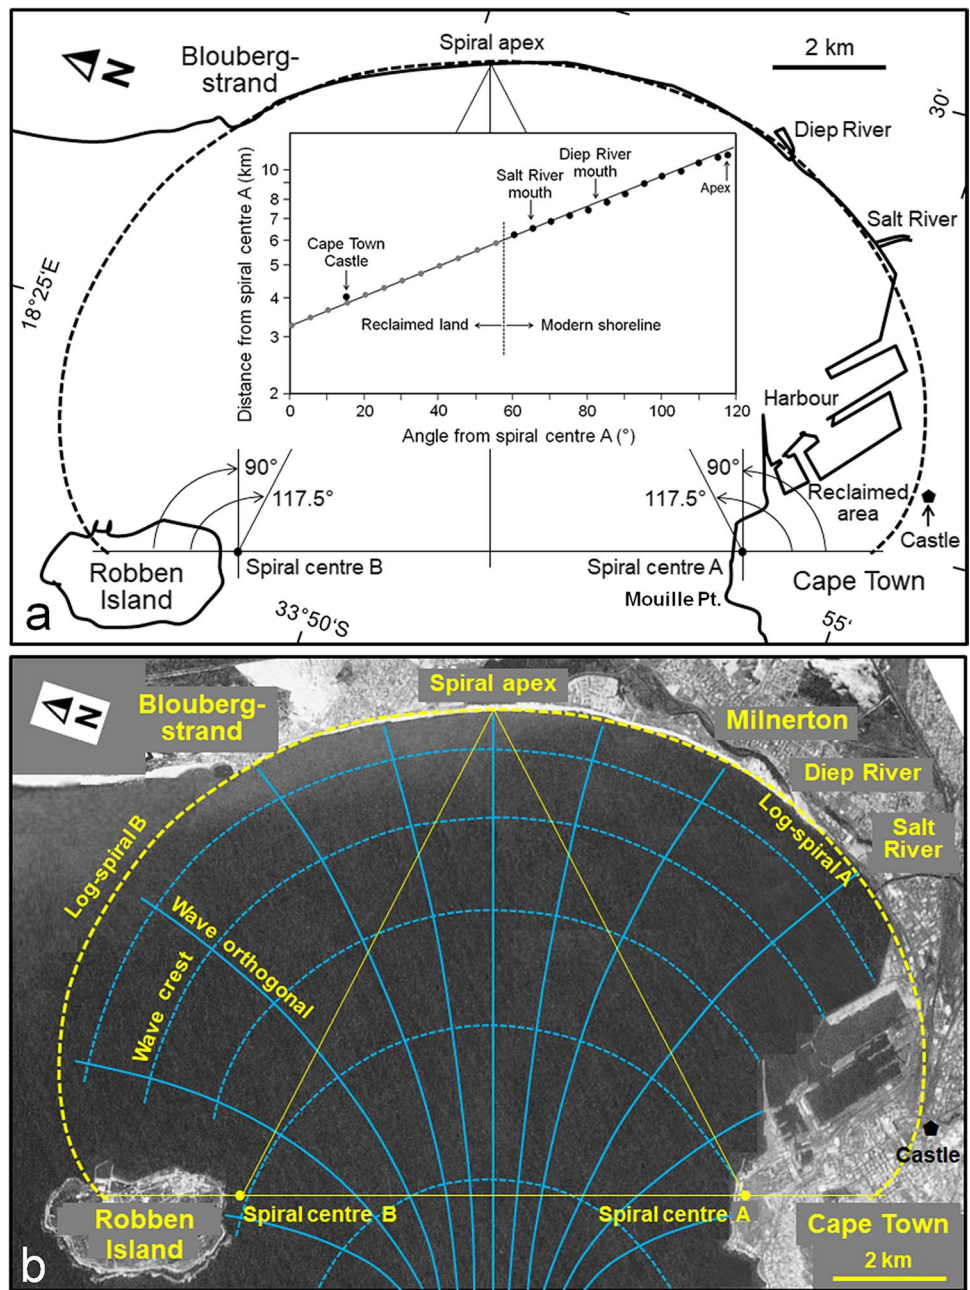 Spiral apex
Blouberg-
strand
N
2 km
30‘
Diep River
Salt River
18°25‘E
Distance from spiral centre A (km)
10
8
7
6
5
4
3
2
0
20
40
60
80
100
120
Angle from spiral centre A (°)
Diep River
mouth
Salt River
mouth
Apex
Cape Town
Castle
Reclaimed land
Modern shoreline
Harbour
90°
117.5°
90°
117.5°
Reclaimed
area
Castle
Spiral centre B
Spiral centre A
Robben
Island
Cape Town
Mouille Pt.
33°50‘S
55‘
a
N
Blouberg-
strand
Spiral apex
Milnerton
Diep River
Salt
River
Log-spiral B
Log-spiral A
Wave orthogonal
Wave crest
Castle
Spiral centre B
Spiral centre A
Robben
Island
Cape Town
2 km
b